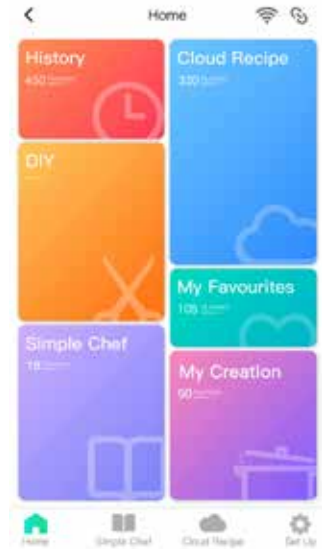 Home
History
450
Cloud Recipe
330
DIY
My Favourites
105
Simple Chef
18
My Creation
50
Home
Simple Chef
Cloud Recipe
Set Up